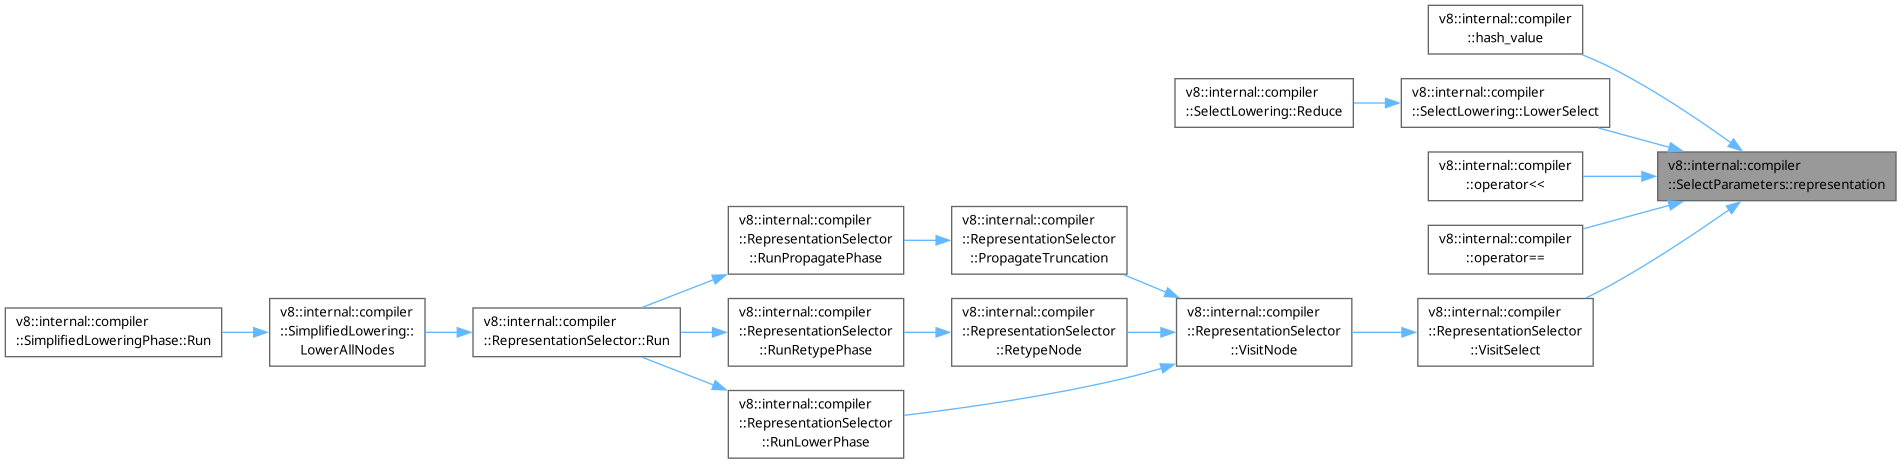 v8::internal::compiler
::hash_value
v8::internal::compiler
::SelectLowering::Reduce
v8::internal::compiler
::SelectLowering::LowerSelect
v8::internal::compiler
::operator<<
v8::internal::compiler
::SelectParameters::representation
v8::internal::compiler
::operator==
v8::internal::compiler
::RepresentationSelector
::RunPropagatePhase
v8::internal::compiler
::RepresentationSelector
::PropagateTruncation
v8::internal::compiler
::SimplifiedLoweringPhase::Run
v8::internal::compiler
::SimplifiedLowering::
LowerAllNodes
v8::internal::compiler
::RepresentationSelector::Run
v8::internal::compiler
::RepresentationSelector
::RunRetypePhase
v8::internal::compiler
::RepresentationSelector
::RetypeNode
v8::internal::compiler
::RepresentationSelector
::VisitNode
v8::internal::compiler
::RepresentationSelector
::VisitSelect
v8::internal::compiler
::RepresentationSelector
::RunLowerPhase